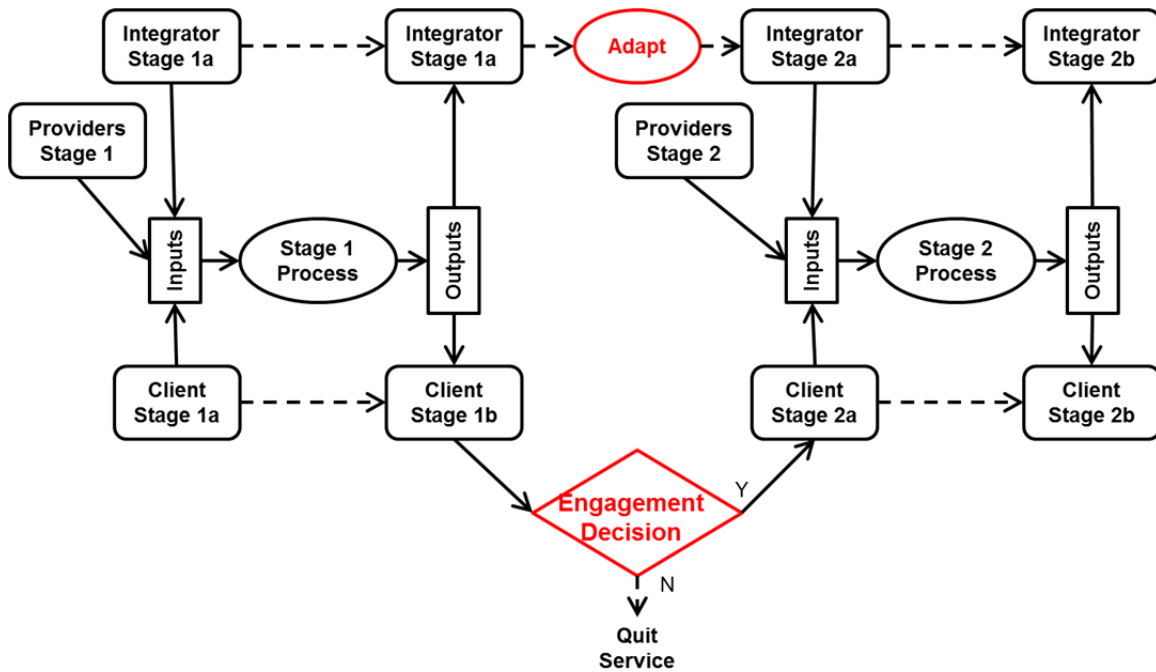 Integrator
Stage 1a
Integrator
Stage 1a
Adapt
Integrator
Stage 2a
Integrator
Stage 2b
Providers
Stage 1
Providers
Stage 2
Inputs
Stage 1
Process
Outputs
Inputs
Stage 2
Process
Outputs
Client
Stage 1a
Client
Stage 1b
Client
Stage 2a
Client
Stage 2b
Engagement
Decision
Y
N
Quit
Service